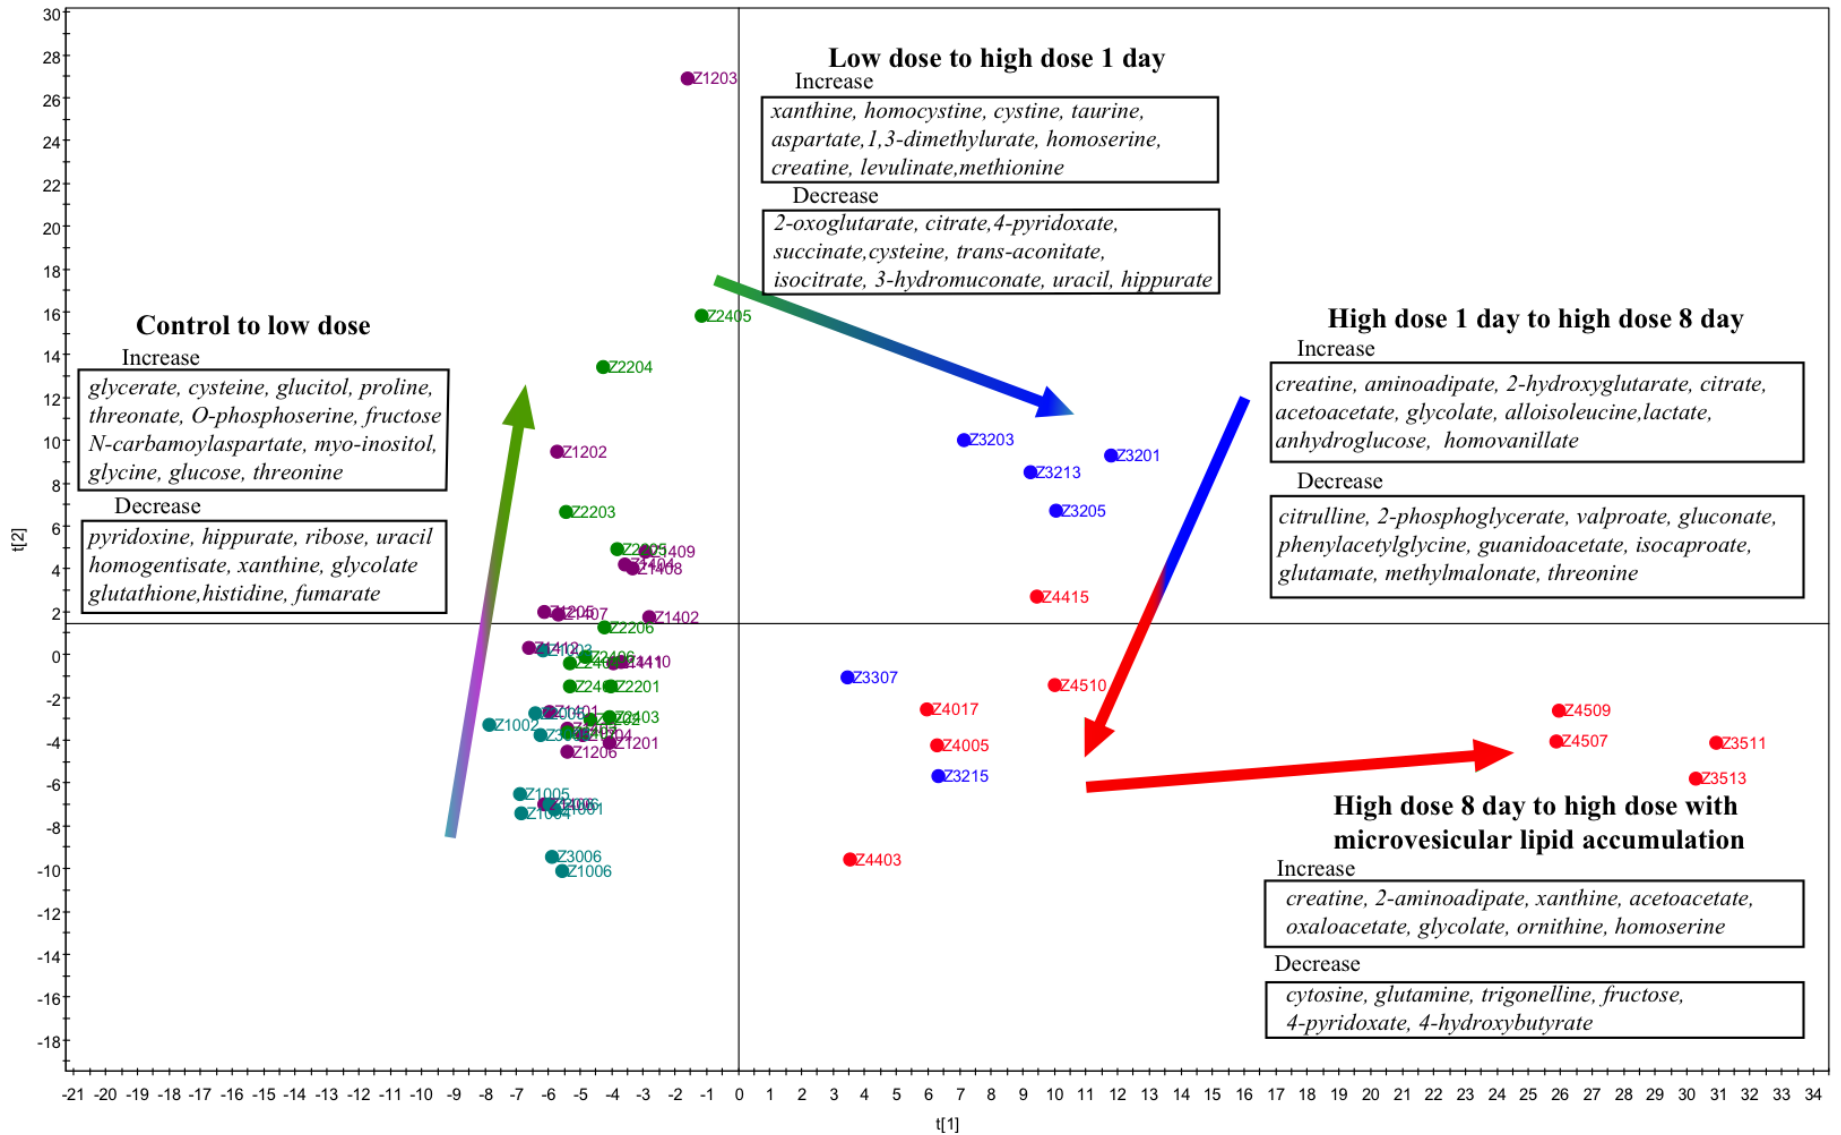 Low dose to high dose 1 day
Increase
xanthine, homocystine, cystine, taurine,
aspartate,1,3-dimethylurate, homoserine,
creatine, levulinate,methionine
Decrease
2-oxoglutarate, citrate,4-pyridoxate,
succinate,cysteine, trans-aconitate,
isocitrate, 3-hydromuconate, uracil, hippurate
Control to low dose
Increase
glycerate, cysteine, glucitol, proline,
threonate, O-phosphoserine, fructose
N-carbamoylaspartate, myo-inositol,
glycine, glucose, threonine
Decrease
pyridoxine, hippurate, ribose, uracil
homogentisate, xanthine, glycolate
glutathione,histidine, fumarate
High dose 1 day to high dose 8 day
Increase
creatine, aminoadipate, 2-hydroxyglutarate, citrate,
acetoacetate, glycolate, alloisoleucine,lactate,
anhydroglucose, homovanillate
Decrease
citrulline, 2-phosphoglycerate, valproate, gluconate,
phenylacetylglycine, guanidoacetate, isocaproate,
glutamate, methylmalonate, threonine
High dose 8 day to high dose with
microvesicular lipid accumulation
Increase
creatine, 2-aminoadipate, xanthine, acetoacetate,
oxaloacetate, glycolate, ornithine, homoserine
Decrease
cytosine, glutamine, trigonelline, fructose,
4-pyridoxate, 4-hydroxybutyrate
Z1203
Z2405
Z2204
Z1202
Z2203
Z1409
Z1408
Z1407
Z1402
Z2206
Z2201
Z1401
Z1002
Z2403
Z1204
Z1201
Z1206
Z1005
Z3006
Z1006
Z3203
Z3213
Z3201
Z3205
Z4415
Z3307
Z4510
Z4017
Z4005
Z3215
Z4403
Z4509
Z4507
Z3511
Z3513
30
28
26
24
22
20
18
16
14
12
10
8
6
4
2
0
-2
-4
-6
-8
-10
-12
-14
-16
-18
t[2]
-21 -20 -19 -18 -17 -16 -15 -14 -13 -12 -11 -10 -9 -8 -7 -6 -5 -4 -3 -2 -1 0 1 2 3 4 5 6 7 8 9 10 11 12 13 14 15 16 17 18 19 20 21 22 23 24 25 26 27 28 29 30 31 32 33 34
t[1]